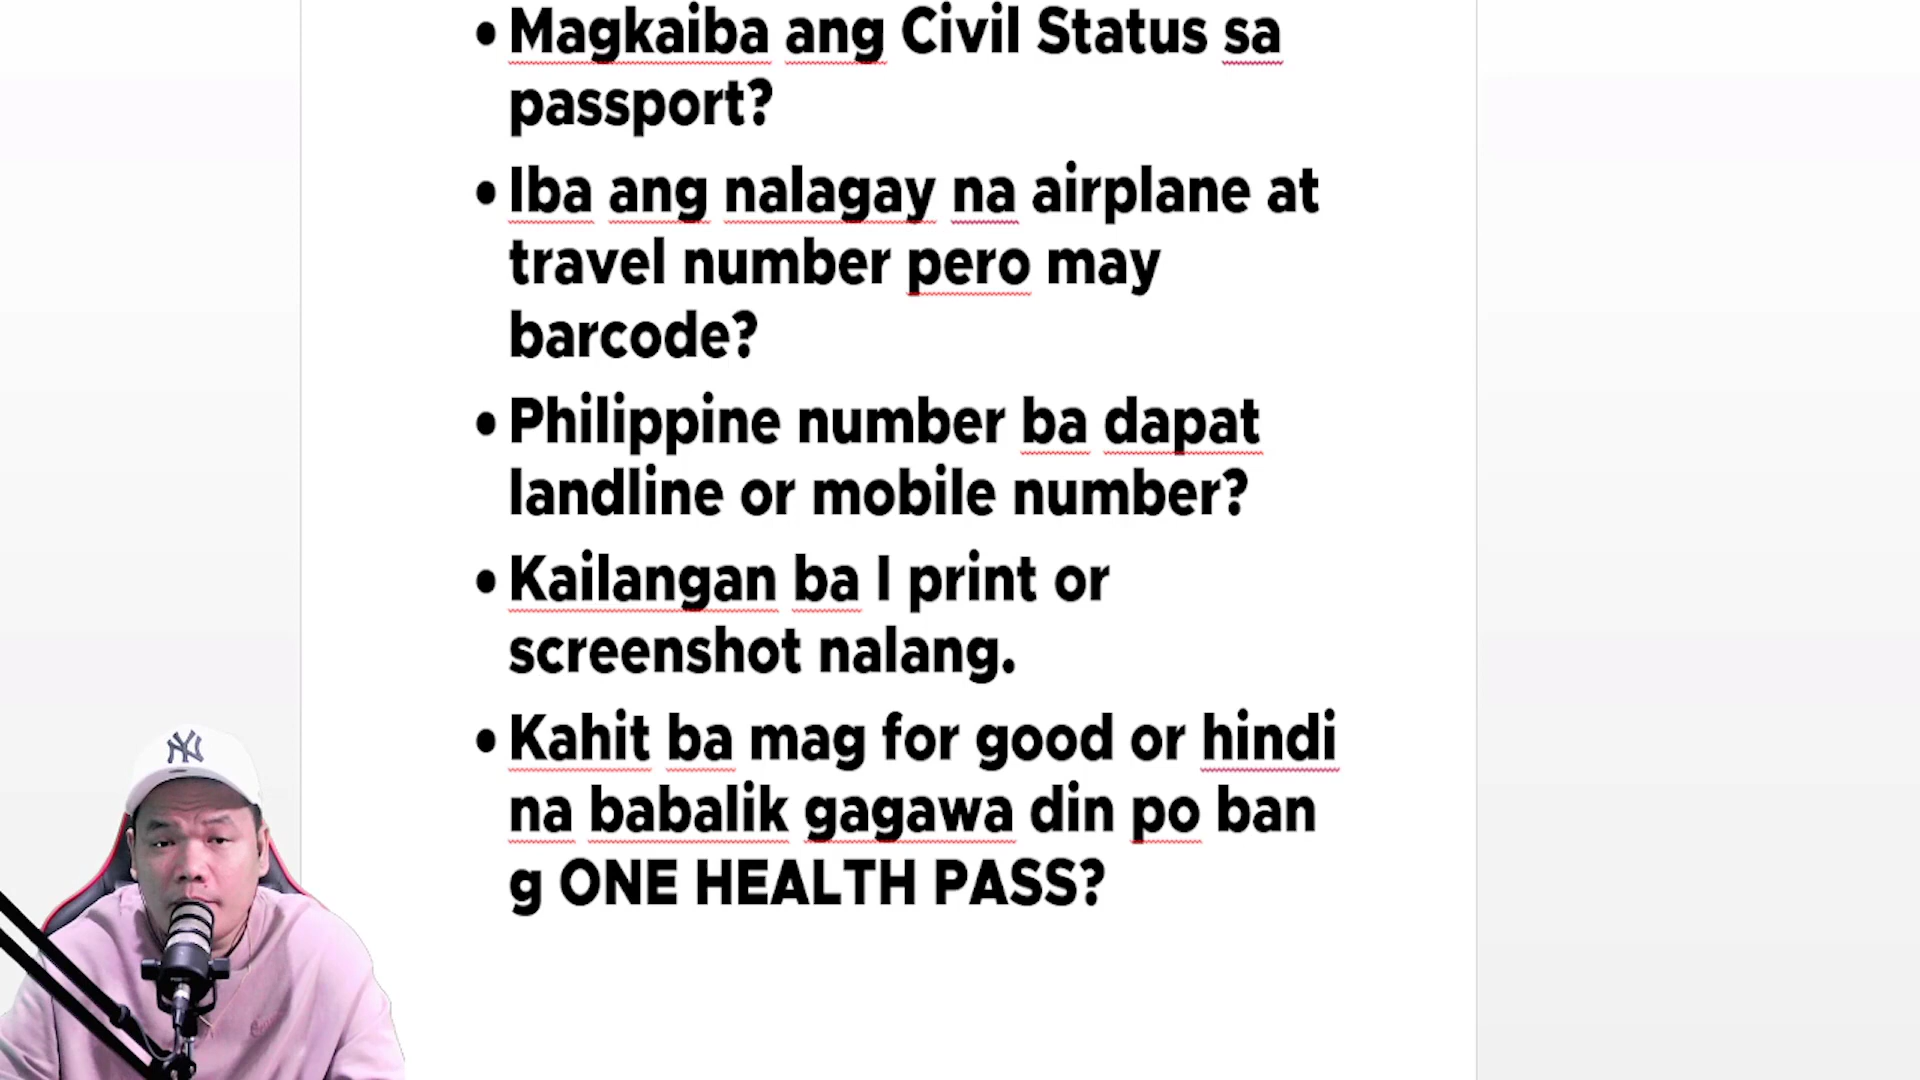 • Magkaiba ang Civil Status sa
passport?
• Iba ang nalagay na airplane at
travel number pero may
barcode?
• Philippine number ba dapat
landline or mobile number?
• Kailangan ba I print or
screenshot nalang.
• Kahit ba mag for good or hindi
na babalik gagawa din po ban
g ONE HEALTH PASS?
NY